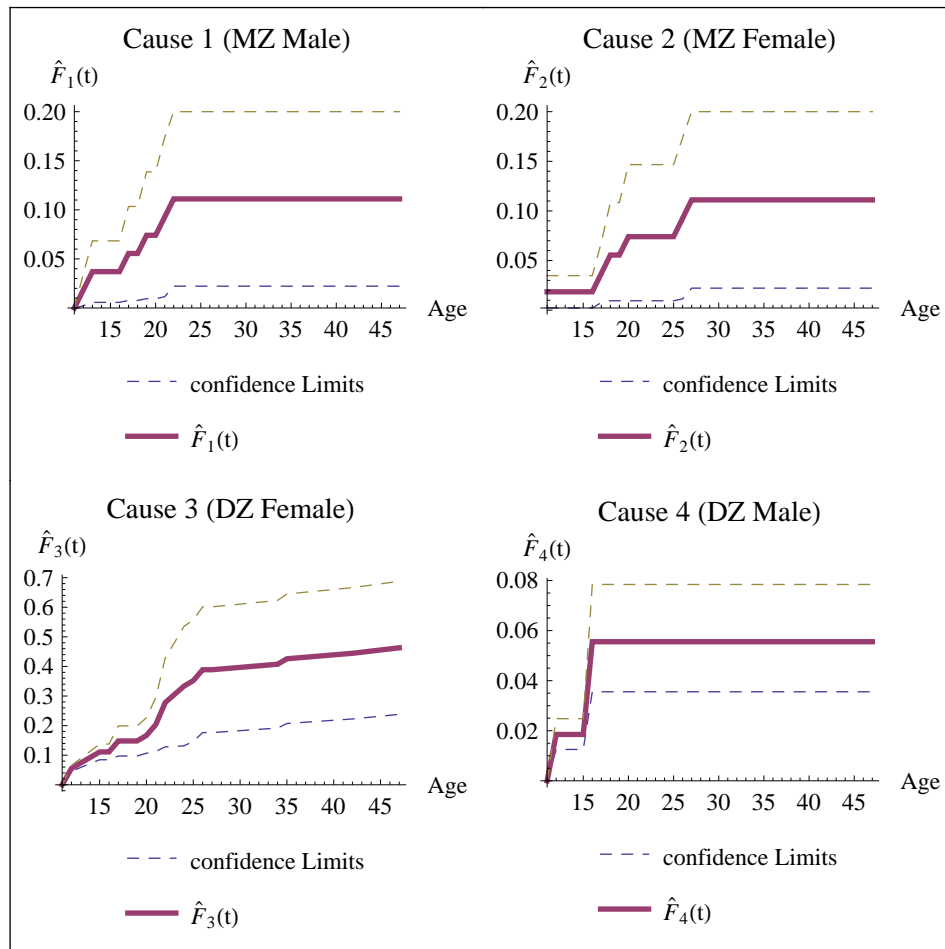 Cause 1 (MZ Male)
F̂1(t)
0.20
0.15
0.10
0.05
15 20 25 30 35 40 45
Age
confidence Limits
F̂1(t)
Cause 2 (MZ Female)
F̂2(t)
0.20
0.15
0.10
0.05
15 20 25 30 35 40 45
Age
confidence Limits
F̂2(t)
Cause 3 (DZ Female)
F̂3(t)
0.7
0.6
0.5
0.4
0.3
0.2
0.1
15 20 25 30 35 40 45
Age
confidence Limits
F̂3(t)
Cause 4 (DZ Male)
F̂4(t)
0.08
0.06
0.04
0.02
15 20 25 30 35 40 45
Age
confidence Limits
F̂4(t)